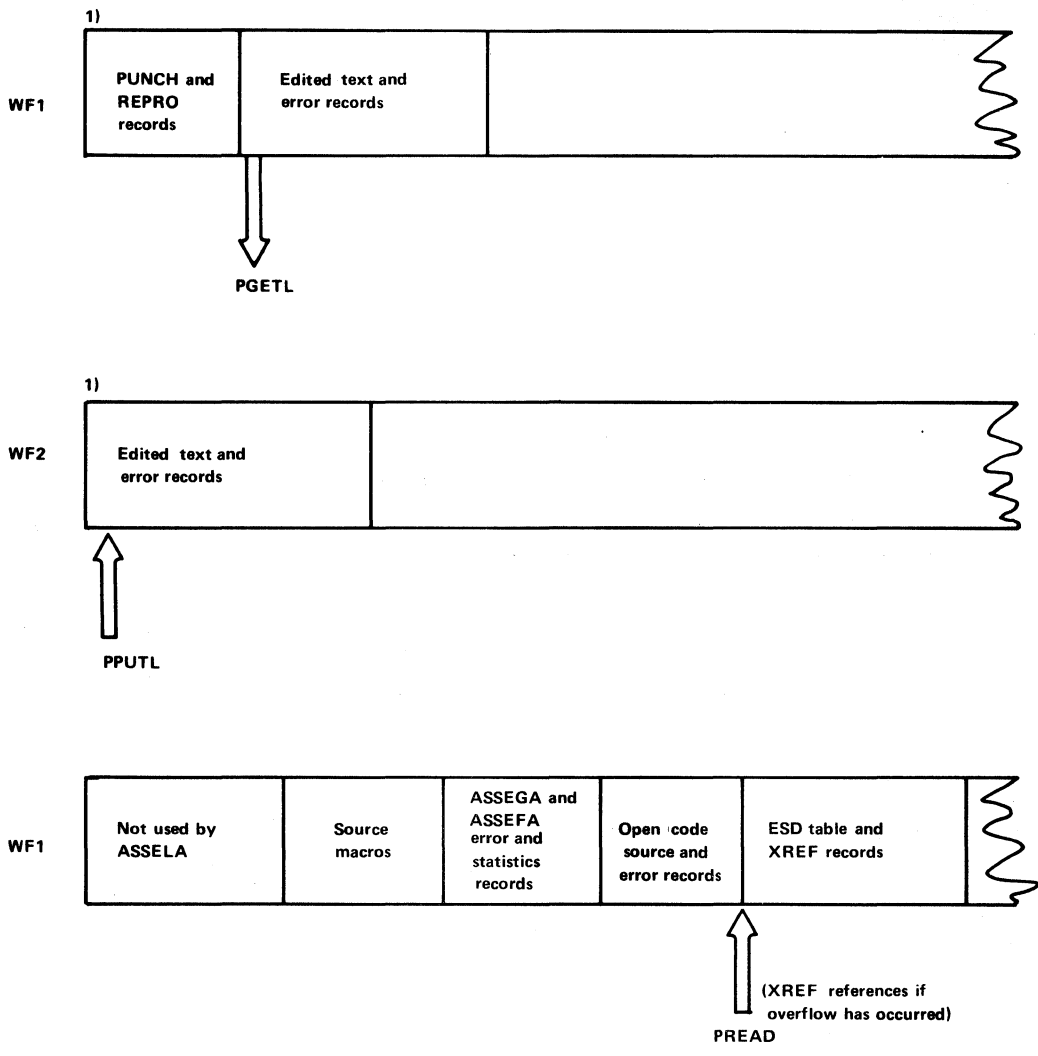 1)
WF1
PUNCH and
REPRO
records
Edited text and
error records
PGETL
1)
WF2
Edited text and
error records
PPUTL
WF1
Not used by
ASSELA
Source
macros
ASSEGA and
ASSEFA
error and
statistics
records
Open code
source and
error records
ESD table and
XREF records
(XREF references if
overflow has occurred)
PREAD